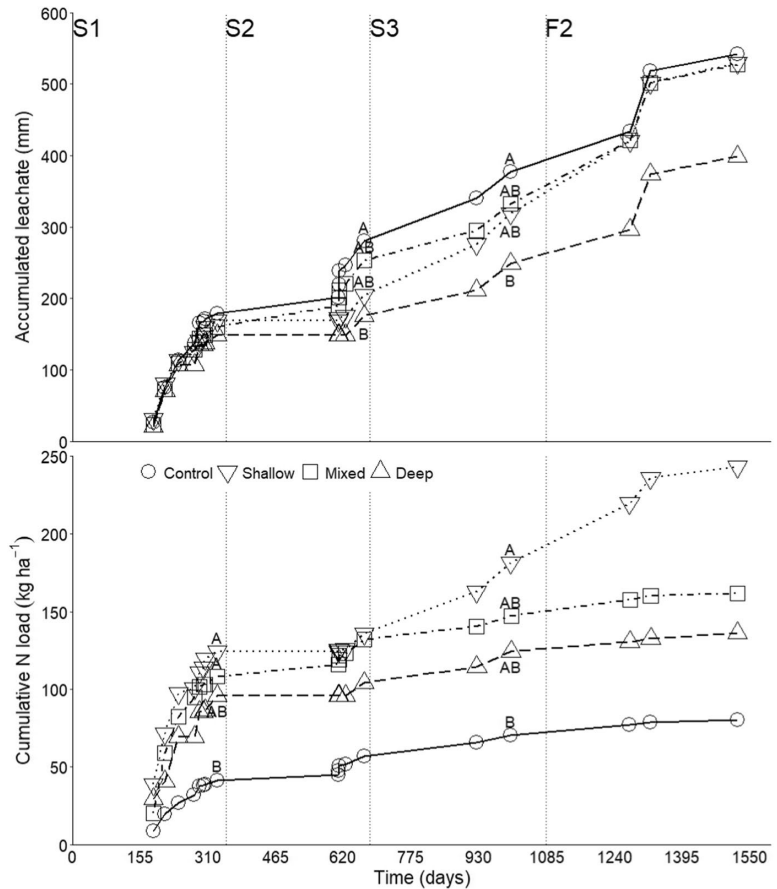 S1 S2 S3 F2
600
500
400
300
200
100
0
Accumulated leachate (mm)
A
A
AB
AB
AB
AB
B
B
250
200
150
100
50
0
Cumulative N load (kg ha⁻¹)
Control Shallow Mixed Deep
A
AB
A
A
AB
AB
B
B
0 155 310 465 620 775 930 1085 1240 1395 1550
Time (days)